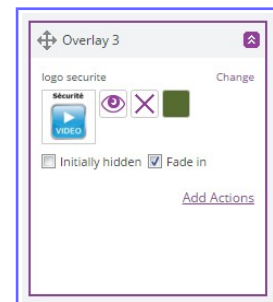 Overlay 3
logo securite Change
Sécurité
VIDEO
Initially hidden Fade in
Add Actions